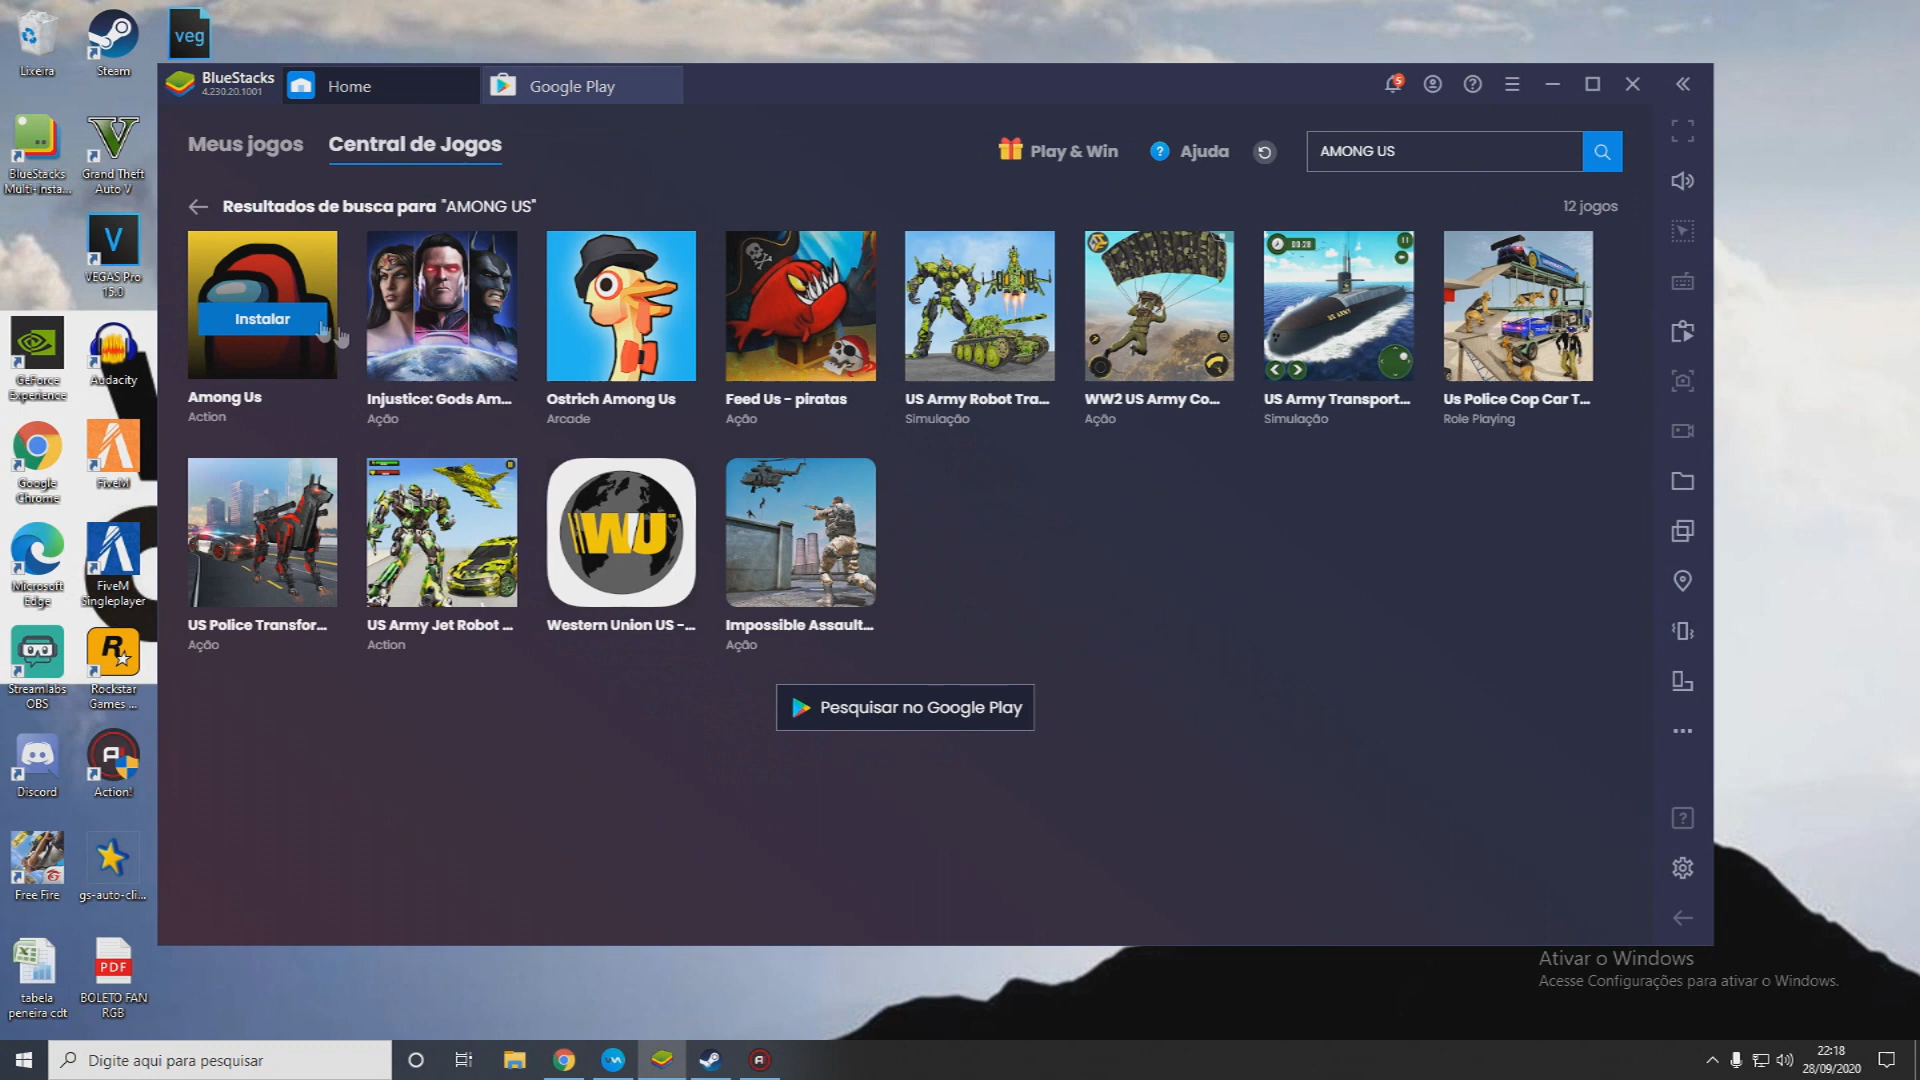 Lixeira
Steam
veg
BlueStacks
Multi-insta...
Grand Theft
Auto V
V
VEGAS Pro
15.0
GeForce
Experience
Audacity
Google
Chrome
FiveM
Microsoft
Edge
FiveM
Singleplayer
Streamlabs
OBS
Rockstar
Games ...
Discord
Action!
Free Fire
gs-auto-cli...
tabela
peneira cdt
PDF
BOLETO FAN
RGB
BlueStacks
4.230.20.1001
Home
Google Play
5
Meus jogos
Central de Jogos
Play & Win
Ajuda
AMONG US
Resultados de busca para "AMONG US"
12 jogos
Instalar
US ARMY
00:28
Among Us
Action
Injustice: Gods Am...
Ação
Ostrich Among Us
Arcade
Feed Us - piratas
Ação
US Army Robot Tra...
Simulação
WW2 US Army Co...
Ação
US Army Transport...
Simulação
Us Police Cop Car T...
Role Playing
WU
US Police Transfor...
Ação
US Army Jet Robot ...
Action
Western Union US -...
Impossible Assault...
Ação
Pesquisar no Google Play
Ativar o Windows
Acesse Configurações para ativar o Windows.
Digite aqui para pesquisar
22:18
28/09/2020